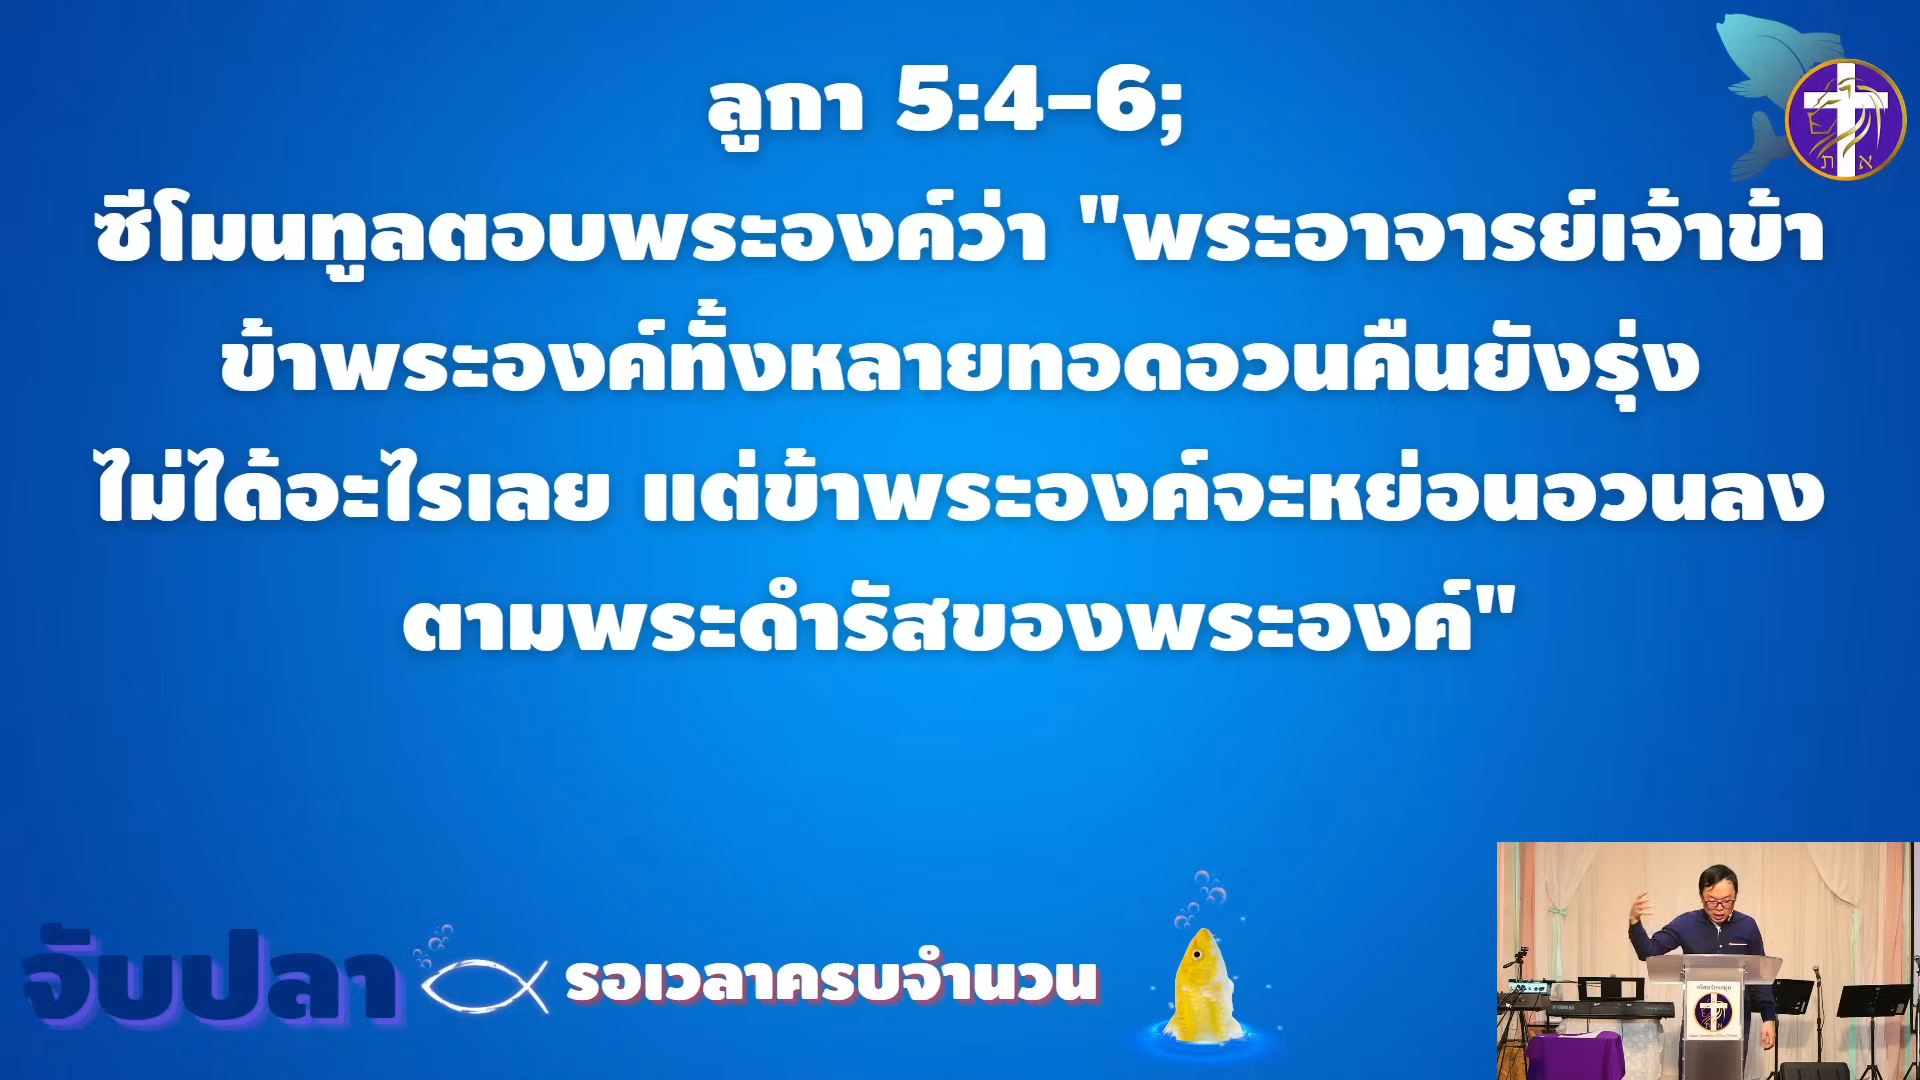 ลูกา 5:4–6;
ซีโมนทูลตอบพระองค์ว่า "พระอาจารย์เจ้าข้า
ข้าพระองค์ทั้งหลายทอดอวนคืนยังรุ่ง
ไม่ได้อะไรเลย แต่ข้าพระองค์จะหย่อนอวนลง
ตามพระดำรัสของพระองค์"
จับปลา รอเวลาครบจำนวน
ת א